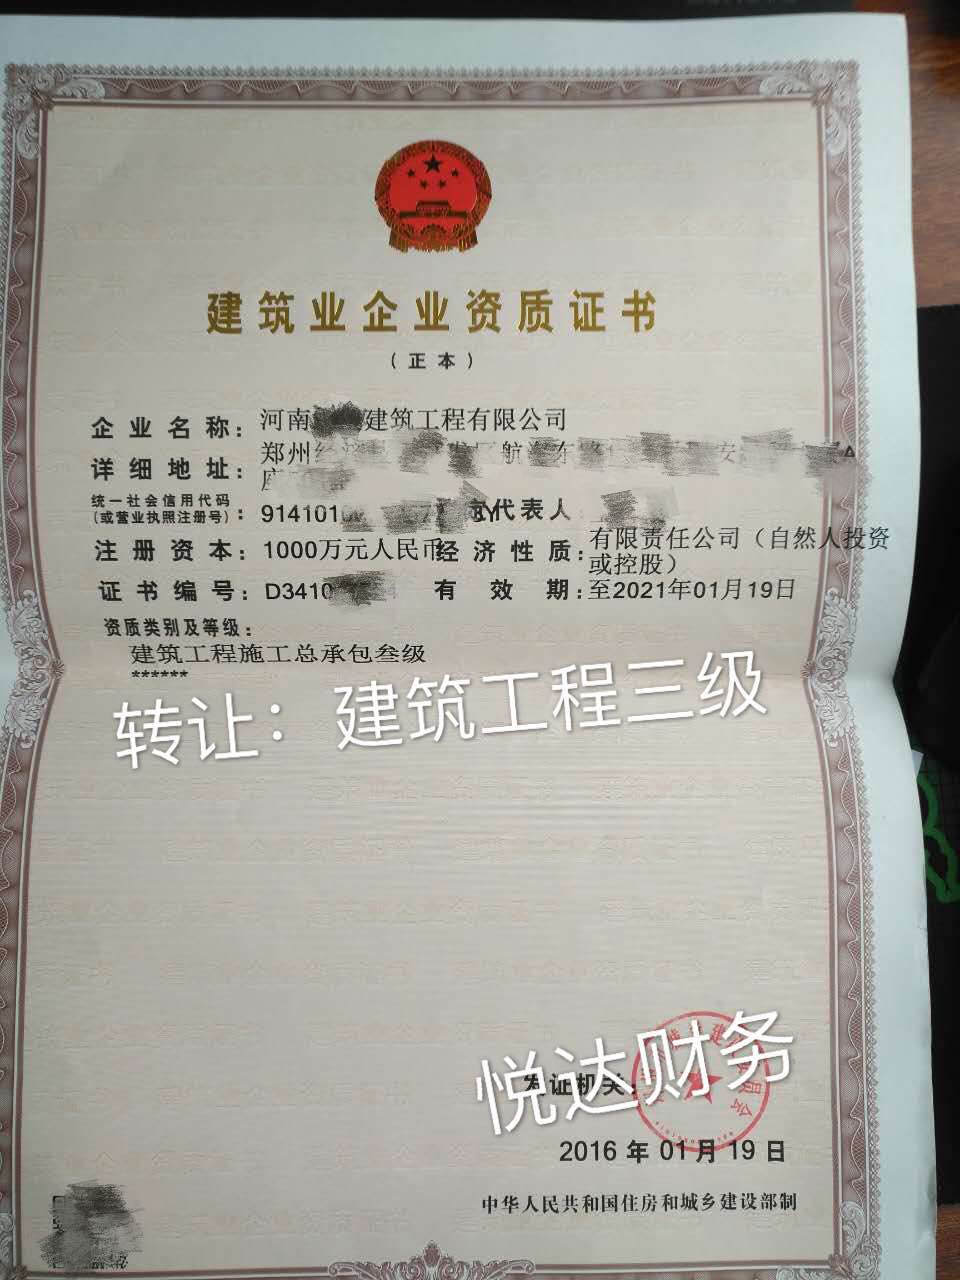 建筑业企业资质证书
(正本)
企业名称: 河南 建筑工程有限公司
详细地址: 郑州 航 东 安
统一社会信用代码
(或营业执照注册号): 914101 代表人
注册资本: 1000万元人民币 经济性质: 有限责任公司(自然人投资
或控股)
证书编号: D3410 有效期: 至2021年01月19日
资质类别及等级:
建筑工程施工总承包叁级
******
转让: 建筑工程三级
悦达财务
发证机关:
2016年01月19日
中华人民共和国住房和城乡建设部制